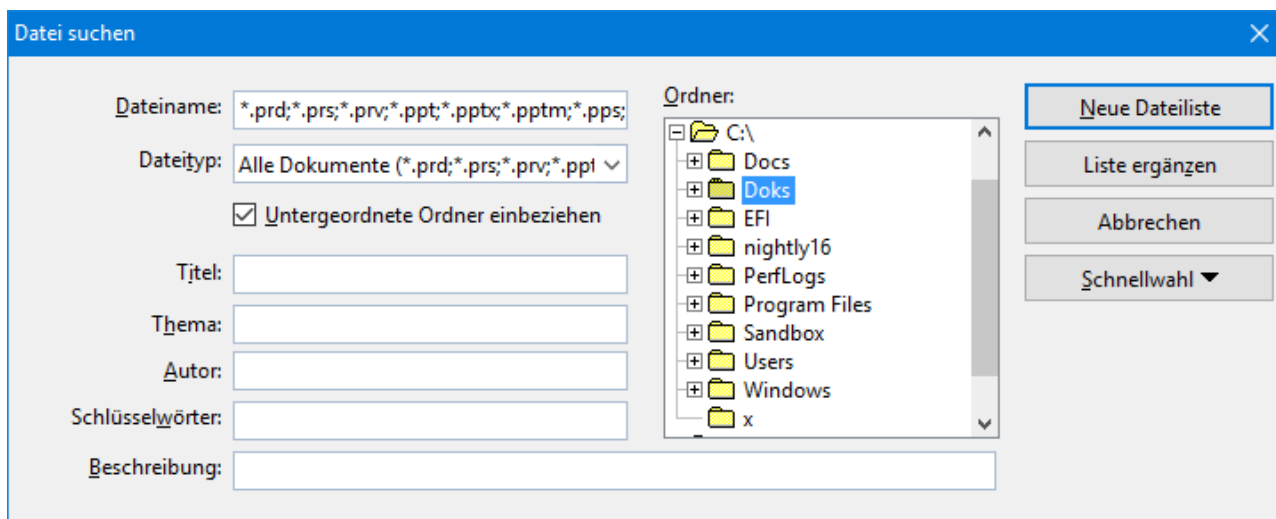 Datei suchen
Dateiname: *.prd;*.prs;*.prv;*.ppt;*.pptx;*.pptm;*.pps;
Dateityp: Alle Dokumente (*.prd;*.prs;*.prv;*.ppt
Untergeordnete Ordner einbeziehen
Titel:
Thema:
Autor:
Schlüsselwörter:
Beschreibung:
Ordner:
C:\
Docs
Doks
EFI
nightly16
PerfLogs
Program Files
Sandbox
Users
Windows
x
Neue Dateiliste
Liste ergänzen
Abbrechen
Schnellwahl